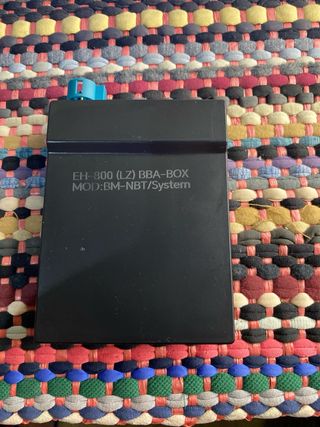 EH-800 (LZ) BBA-BOX
MOD:BM-NBT/System